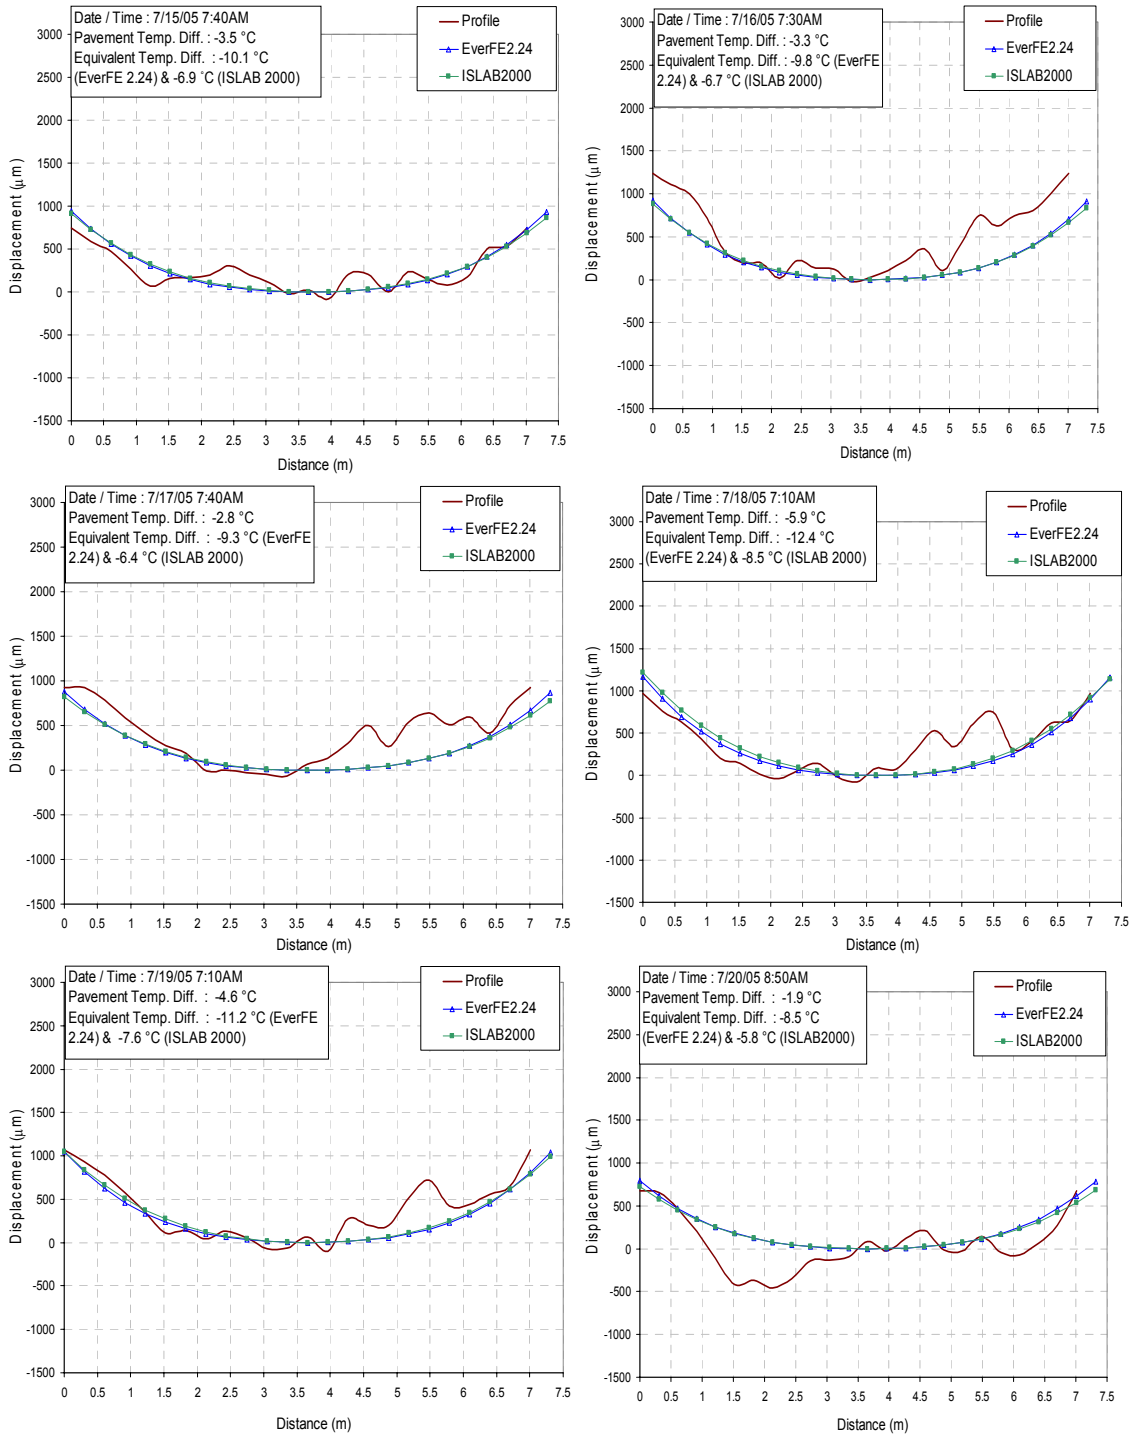 Date / Time : 7/15/05 7:40AM
Pavement Temp. Diff. : -3.5 °C
Equivalent Temp. Diff. : -10.1 °C
(EverFE 2.24) & -6.9 °C (ISLAB 2000)
Profile
EverFE2.24
ISLAB2000
3000
2500
2000
1500
1000
500
0
-500
-1000
-1500
Displacement (μm)
0 0.5 1 1.5 2 2.5 3 3.5 4 4.5 5 5.5 6 6.5 7 7.5
Distance (m)
Date / Time : 7/16/05 7:30AM
Pavement Temp. Diff. : -3.3 °C
Equivalent Temp. Diff. : -9.8 °C (EverFE
2.24) & -6.7 °C (ISLAB 2000)
Profile
EverFE2.24
ISLAB2000
3000
2500
2000
1500
1000
500
0
-500
-1000
-1500
Displacement (μm)
0 0.5 1 1.5 2 2.5 3 3.5 4 4.5 5 5.5 6 6.5 7 7.5
Distance (m)
Date / Time : 7/17/05 7:40AM
Pavement Temp. Diff. : -2.8 °C
Equivalent Temp. Diff. : -9.3 °C (EverFE
2.24) & -6.4 °C (ISLAB 2000)
Profile
EverFE2.24
ISLAB2000
3000
2500
2000
1500
1000
500
0
-500
-1000
-1500
Displacement (μm)
0 0.5 1 1.5 2 2.5 3 3.5 4 4.5 5 5.5 6 6.5 7 7.5
Distance (m)
Date / Time : 7/18/05 7:10AM
Pavement Temp. Diff. : -5.9 °C
Equivalent Temp. Diff. : -12.4 °C
(EverFE 2.24) & -8.5 °C (ISLAB 2000)
Profile
EverFE2.24
ISLAB2000
3000
2500
2000
1500
1000
500
0
-500
-1000
-1500
Displacement (μm)
0 0.5 1 1.5 2 2.5 3 3.5 4 4.5 5 5.5 6 6.5 7 7.5
Distance (m)
Date / Time : 7/19/05 7:10AM
Pavement Temp. Diff. : -4.6 °C
Equivalent Temp. Diff. : -11.2 °C (EverFE
2.24) & -7.6 °C (ISLAB 2000)
Profile
EverFE2.24
ISLAB2000
3000
2500
2000
1500
1000
500
0
-500
-1000
-1500
Displacement (μm)
0 0.5 1 1.5 2 2.5 3 3.5 4 4.5 5 5.5 6 6.5 7 7.5
Distance (m)
Date / Time : 7/20/05 8:50AM
Pavement Temp. Diff. : -1.9 °C
Equivalent Temp. Diff. : -8.5 °C
(EverFE 2.24) & -5.8 °C (ISLAB2000)
Profile
EverFE2.24
ISLAB2000
3000
2500
2000
1500
1000
500
0
-500
-1000
-1500
Displacement (μm)
0 0.5 1 1.5 2 2.5 3 3.5 4 4.5 5 5.5 6 6.5 7 7.5
Distance (m)